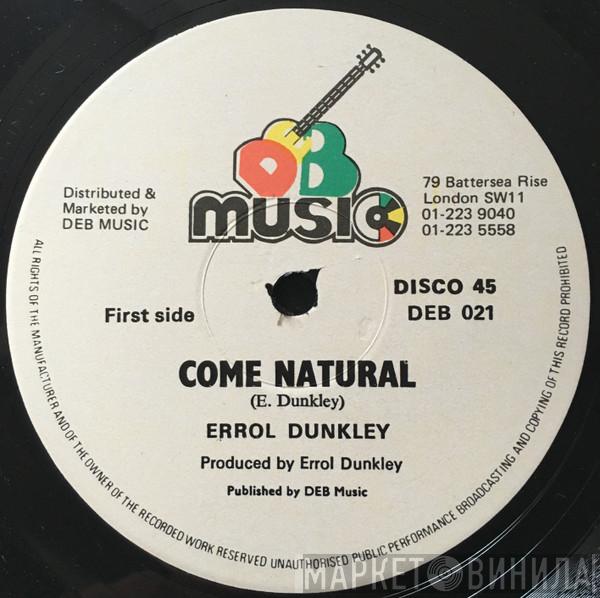 DEB
MUSIC
Distributed &
Marketed by
DEB MUSIC
79 Battersea Rise
London SW11
01-223 9040
01-223 5558
First side
DISCO 45
DEB 021
COME NATURAL
(E. Dunkley)
ERROL DUNKLEY
Produced by Errol Dunkley
Published by DEB Music
ALL RIGHTS OF THE MANUFACTURER AND OF THE OWNER OF THE RECORDED WORK RESERVED UNAUTHORISED PUBLIC PERFORMANCE BROADCASTING AND COPYING OF THIS RECORD PROHIBITED
МАРКЕТ ВИНИЛА